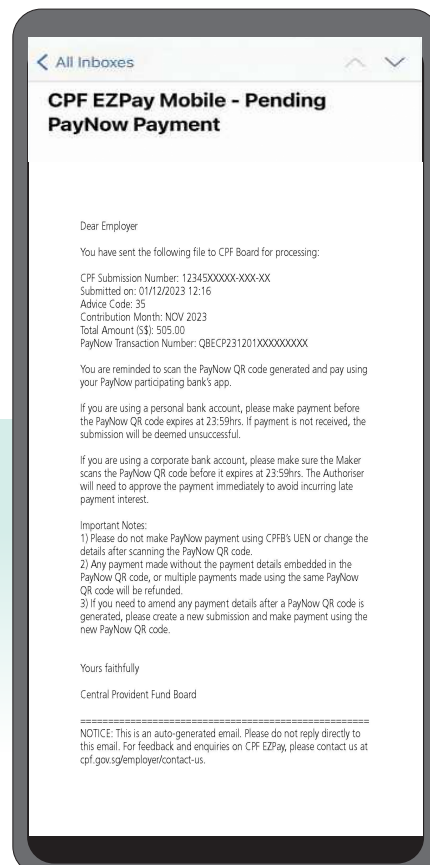 All Inboxes
CPF EZPay Mobile - Pending
PayNow Payment
Dear Employer
You have sent the following file to CPF Board for processing:
CPF Submission Number: 12345XXXXX-XXX-XX
Submitted on: 01/12/2023 12:16
Advice Code: 35
Contribution Month: NOV 2023
Total Amount (S$): 505.00
PayNow Transaction Number: QBECP231201XXXXXXXXX
You are reminded to scan the PayNow QR code generated and pay using
your PayNow participating bank's app.
If you are using a personal bank account, please make payment before
the PayNow QR code expires at 23:59hrs. If payment is not received, the
submission will be deemed unsuccessful.
If you are using a corporate bank account, please make sure the Maker
scans the PayNow QR code before it expires at 23:59hrs. The Authoriser
will need to approve the payment immediately to avoid incurring late
payment interest.
Important Notes:
1) Please do not make PayNow payment using CPFB's UEN or change the
details after scanning the PayNow QR code.
2) Any payment made without the payment details embedded in the
PayNow QR code, or multiple payments made using the same PayNow
QR code will be refunded.
3) If you need to amend any payment details after a PayNow QR code is
generated, please create a new submission and make payment using the
new PayNow QR code.
Yours faithfully
Central Provident Fund Board
====================================================
NOTICE: This is an auto-generated email. Please do not reply directly to
this email. For feedback and enquiries on CPF EZPay, please contact us at
cpf.gov.sg/employer/contact-us.